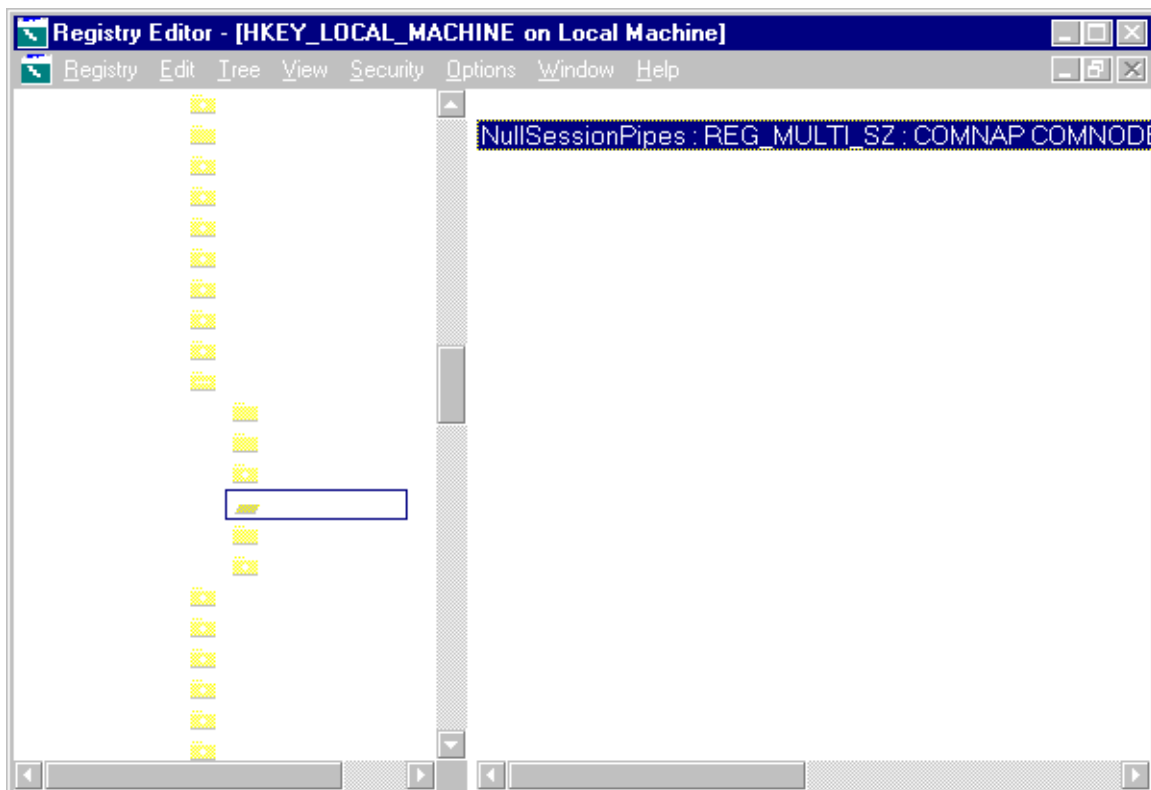 Registry Editor - [HKEY_LOCAL_MACHINE on Local Machine]
Registry Edit Tree View Security Options Window Help
NullSessionPipes : REG_MULTI_SZ : COMNAP COMNODE